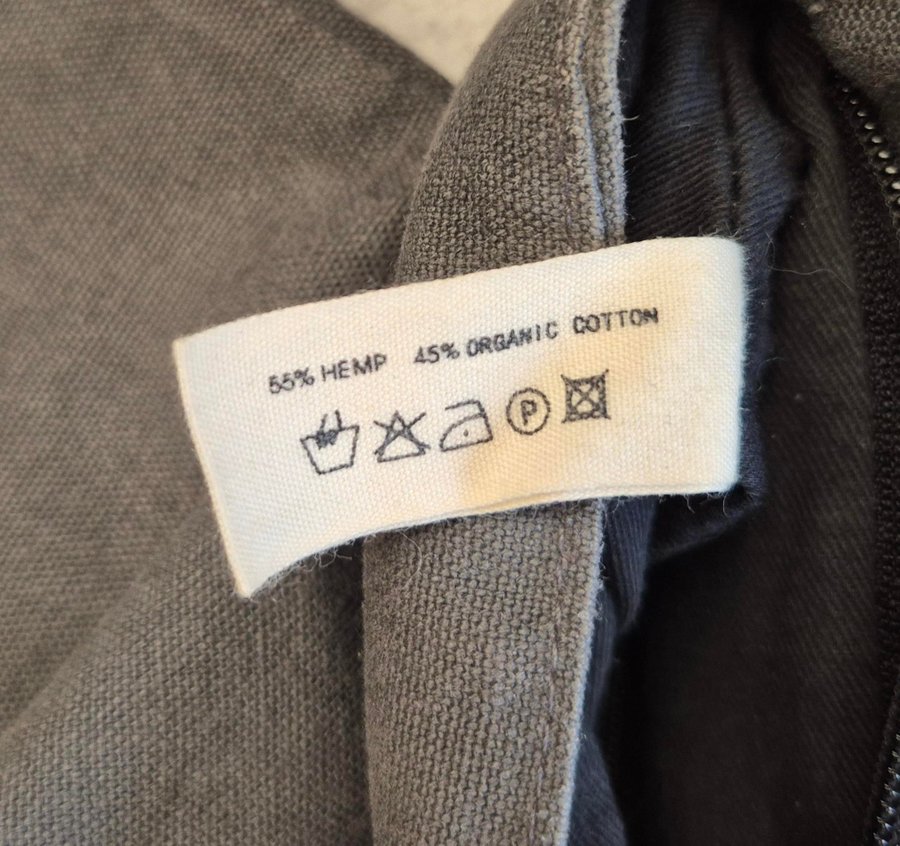 55% HEMP 45% ORGANIC COTTON
P